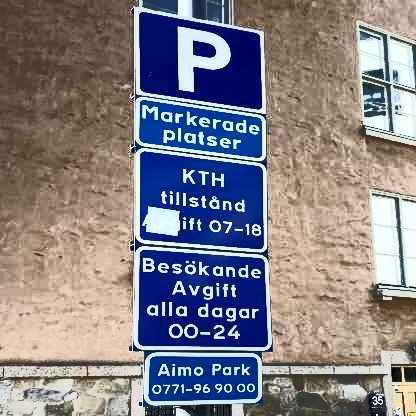 P
Markerade
platser
KTH
tillstånd
07-18
Besökande
Avgift
alla dagar
00-24
Aimo Park
0771-96 90 00
35